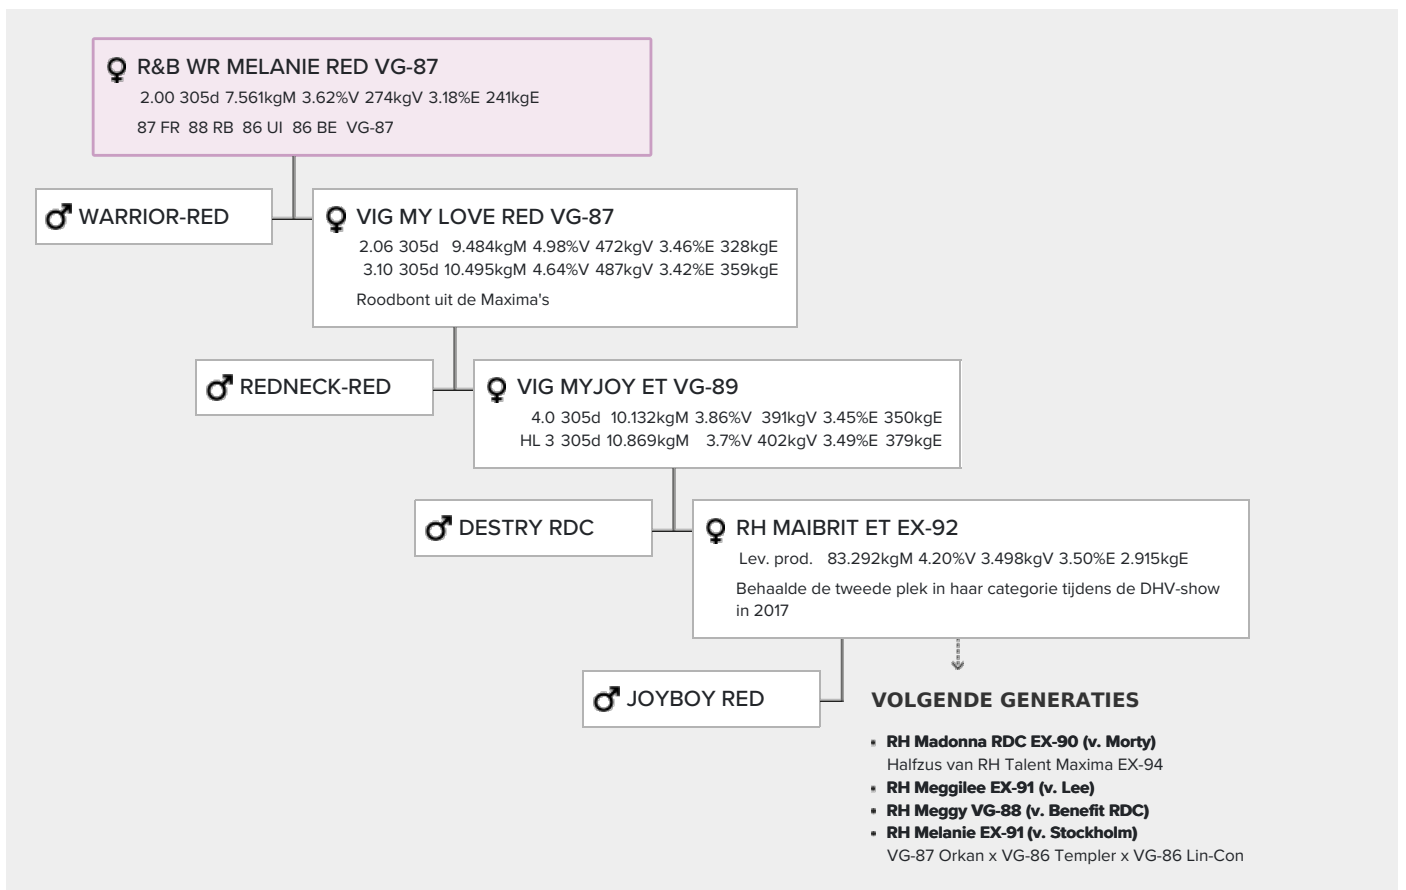 R&B WR MELANIE RED VG-87
2.00 305d 7.561kgM 3.62%V 274kgV 3.18%E 241kgE
87 FR 88 RB 86 UI 86 BE VG-87
WARRIOR-RED
VIG MY LOVE RED VG-87
2.06 305d 9.484kgM 4.98%V 472kgV 3.46%E 328kgE
3.10 305d 10.495kgM 4.64%V 487kgV 3.42%E 359kgE
Roodbont uit de Maxima's
REDNECK-RED
VIG MYJOY ET VG-89
4.0 305d 10.132kgM 3.86%V 391kgV 3.45%E 350kgE
HL 3 305d 10.869kgM 3.7%V 402kgV 3.49%E 379kgE
DESTRY RDC
RH MAIBRIT ET EX-92
Lev. prod. 83.292kgM 4.20%V 3.498kgV 3.50%E 2.915kgE
Behaalde de tweede plek in haar categorie tijdens de DHV-show
in 2017
JOYBOY RED
VOLGENDE GENERATIES
RH Madonna RDC EX-90 (v. Morty)
Halfzus van RH Talent Maxima EX-94
RH Meggilee EX-91 (v. Lee)
RH Meggy VG-88 (v. Benefit RDC)
RH Melanie EX-91 (v. Stockholm)
VG-87 Orkan x VG-86 Templer x VG-86 Lin-Con